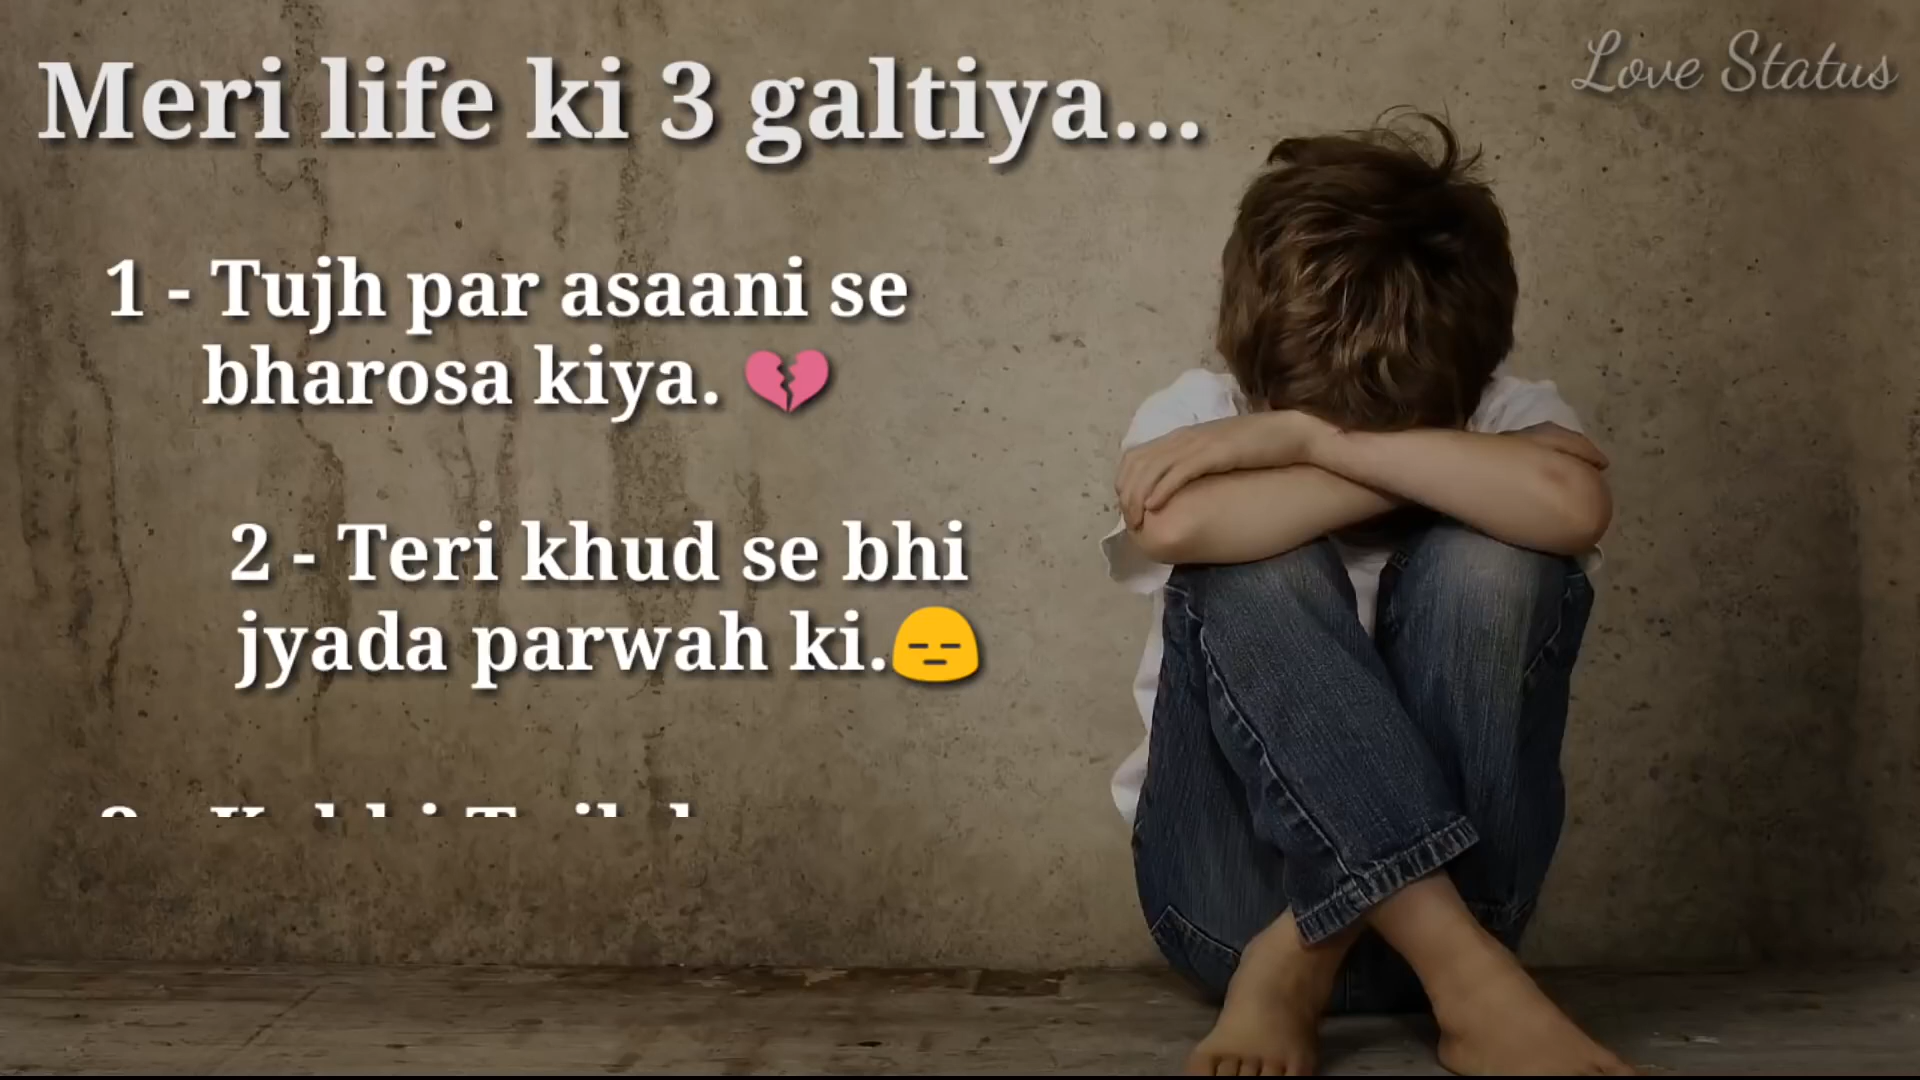 Love Status
Meri life ki 3 galtiya...
1 - Tujh par asaani se
bharosa kiya. 💔
2 - Teri khud se bhi
jyada parwah ki.😑